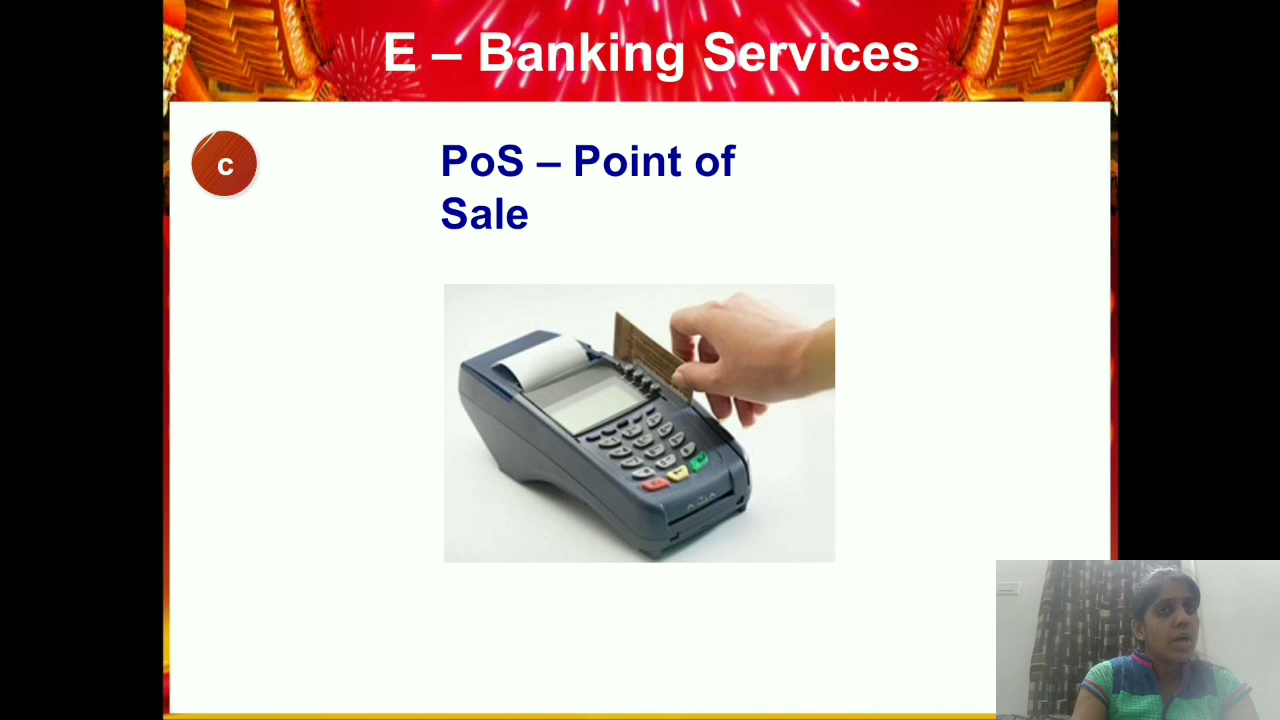 E – Banking Services
c
PoS – Point of
Sale